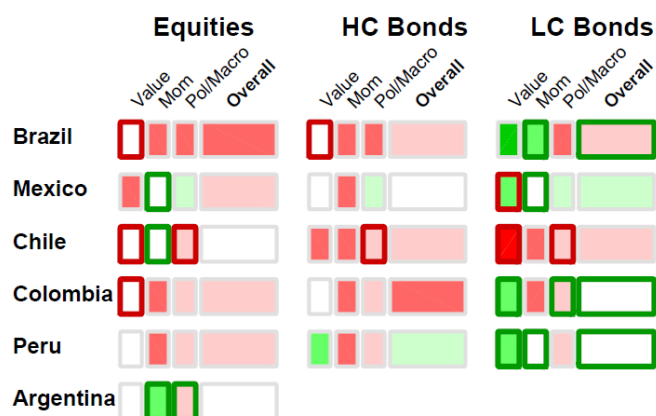 Equities HC Bonds LC Bonds
Value Mom Pol/Macro Overall Value Mom Pol/Macro Overall Value Mom Pol/Macro Overall
Brazil
Mexico
Chile
Colombia
Peru
Argentina